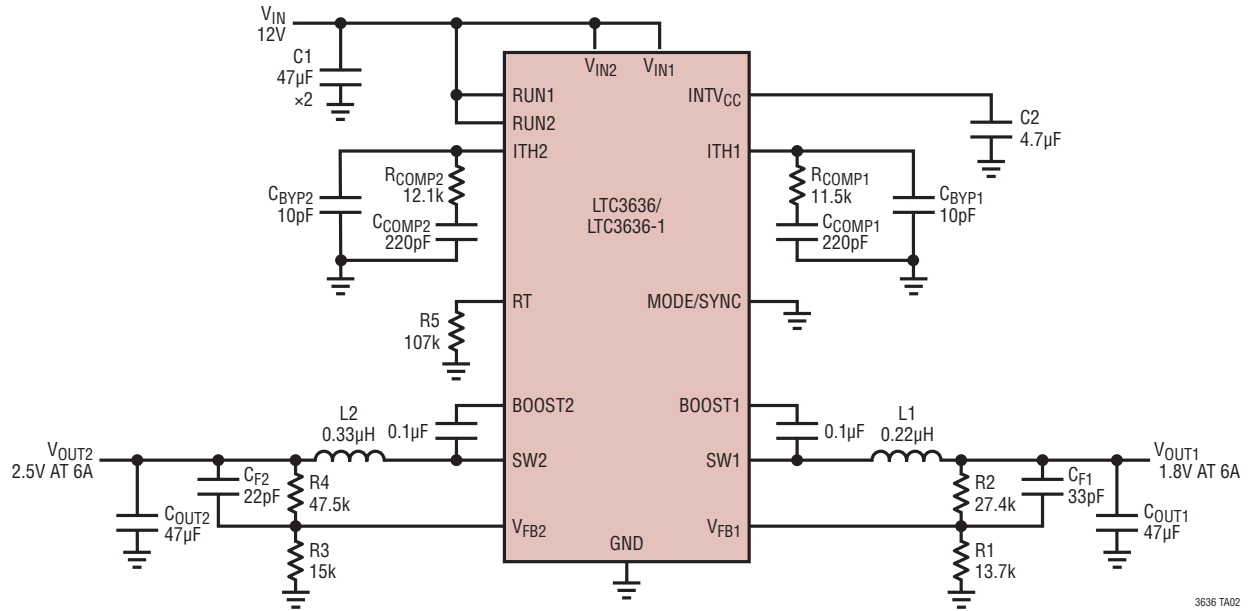 VIN
12V
C1
47µF
×2
VIN2
VIN1
RUN1
RUN2
INTVCC
C2
4.7µF
ITH2
ITH1
CBYP2
10pF
RCOMP2
12.1k
CCOMP2
220pF
LTC3636/
LTC3636-1
RCOMP1
11.5k
CCOMP1
220pF
CBYP1
10pF
RT
MODE/SYNC
R5
107k
BOOST2
BOOST1
L2
0.33µH
0.1µF
SW2
0.1µF
L1
0.22µH
SW1
VOUT2
2.5V AT 6A
CF2
22pF
R4
47.5k
COUT2
47µF
VFB2
R3
15k
GND
VFB1
R2
27.4k
CF1
33pF
VOUT1
1.8V AT 6A
COUT1
47µF
R1
13.7k
3636 TA02